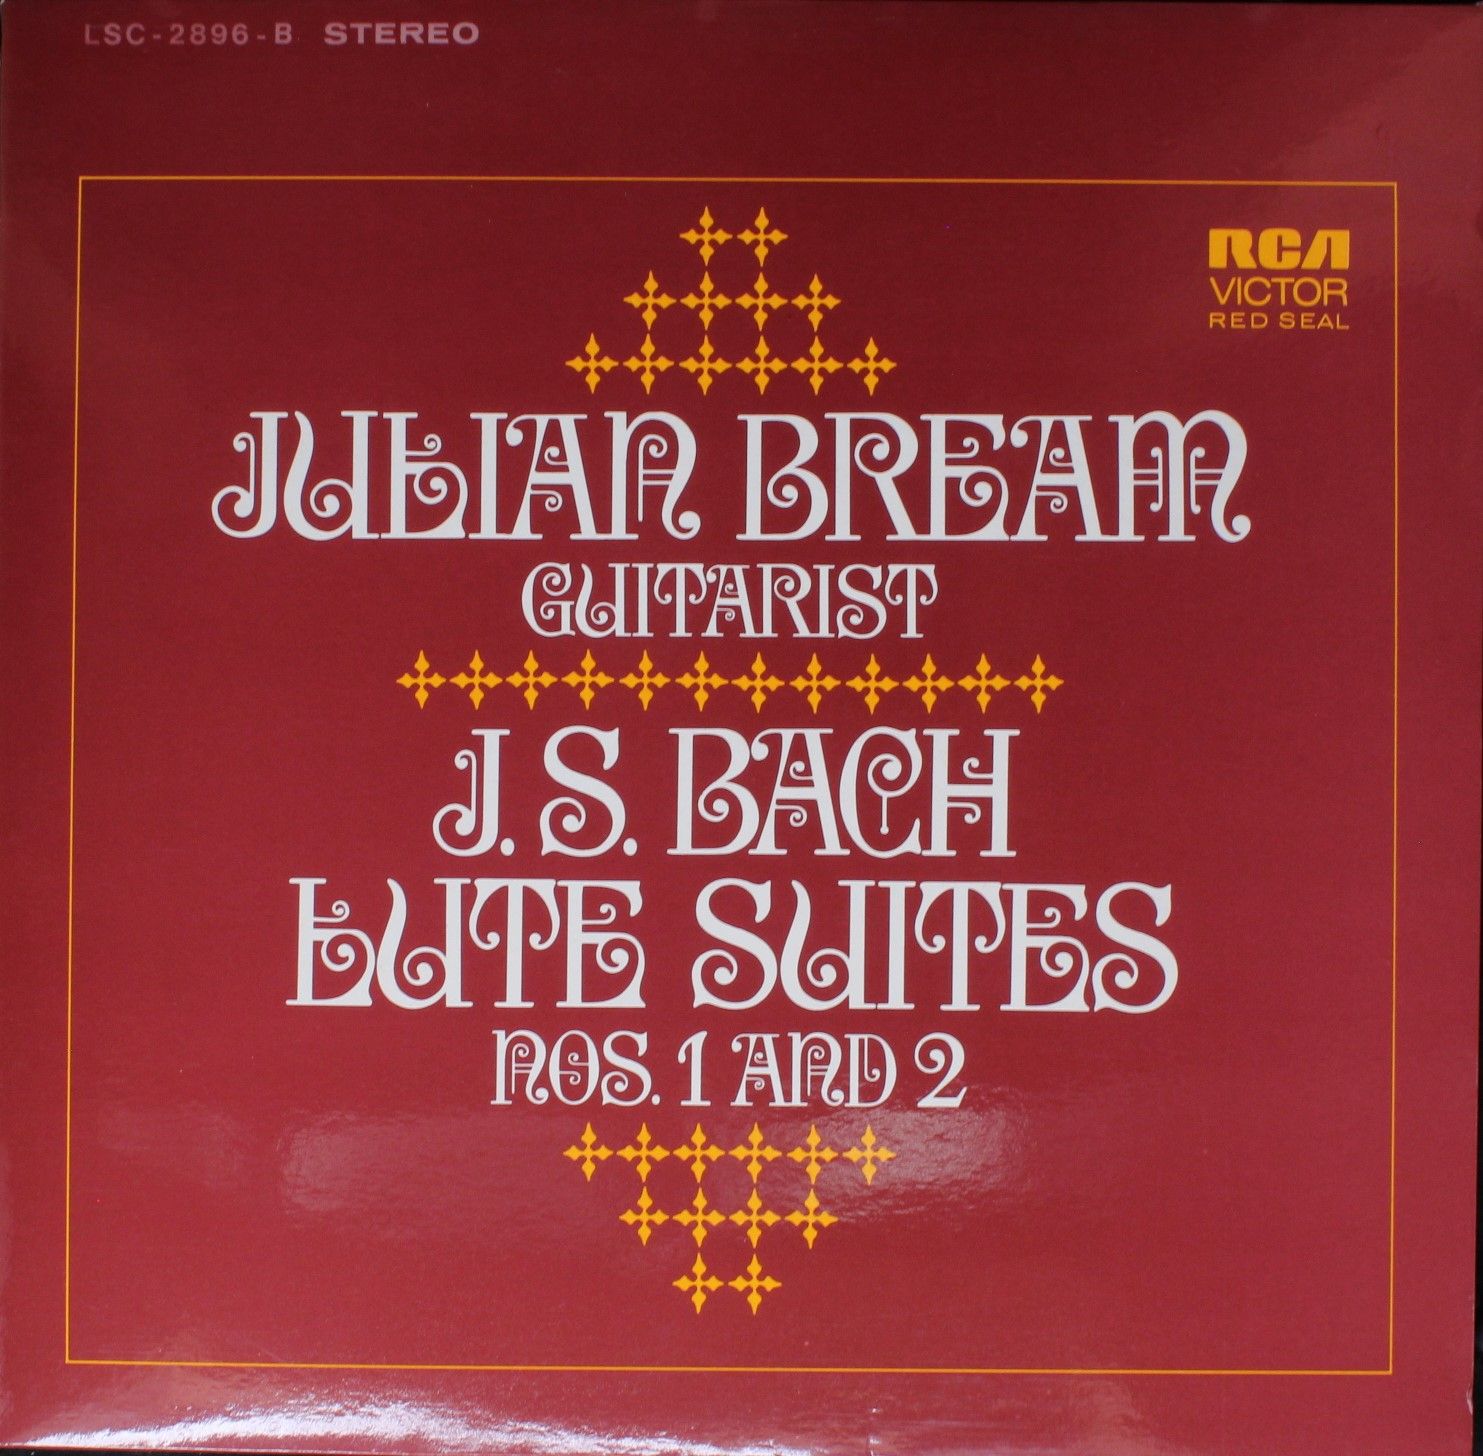 LSC-2896-B STEREO
RCA
VICTOR
RED SEAL
JULIAN BREAM
GUITARIST
J. S. BACH
LUTE SUITES
NOS. 1 AND 2